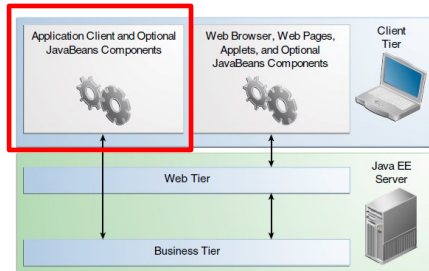 Application Client and Optional
JavaBeans Components
Web Browser, Web Pages,
Applets, and Optional
JavaBeans Components
Client
Tier
Java EE
Server
Web Tier
Business Tier